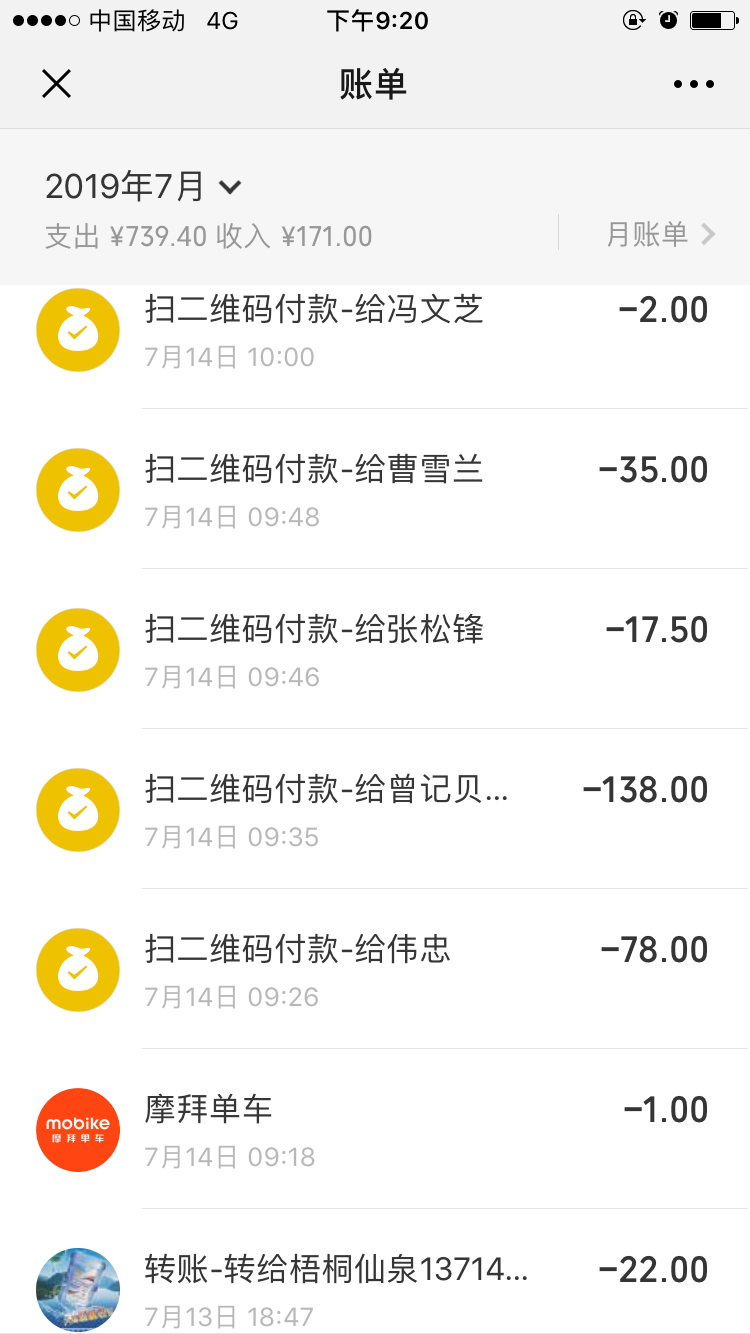 中国移动 4G 下午9:20
账单
2019年7月
支出 ¥739.40 收入 ¥171.00 月账单
扫二维码付款-给冯文芝 -2.00
7月14日 10:00
扫二维码付款-给曹雪兰 -35.00
7月14日 09:48
扫二维码付款-给张松锋 -17.50
7月14日 09:46
扫二维码付款-给曾记贝... -138.00
7月14日 09:35
扫二维码付款-给伟忠 -78.00
7月14日 09:26
mobike
摩拜单车
摩拜单车 -1.00
7月14日 09:18
转账-转给梧桐仙泉13714... -22.00
7月13日 18:47